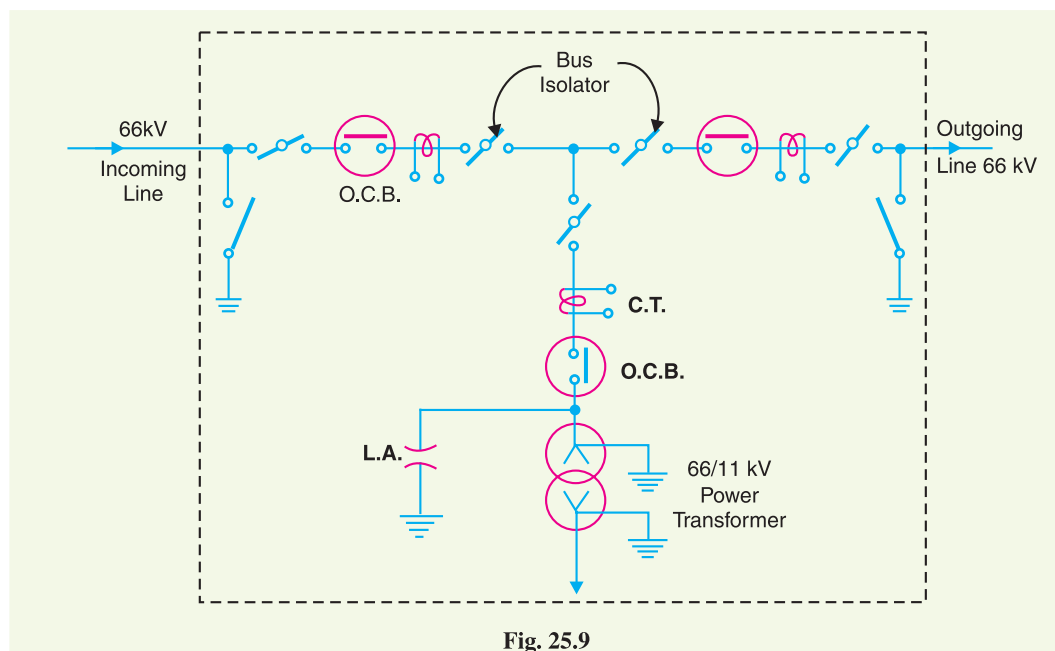 Bus
Isolator
66kV
Incoming
Line
O.C.B.
Outgoing
Line 66 kV
C.T.
O.C.B.
L.A.
66/11 kV
Power
Transformer
Fig. 25.9